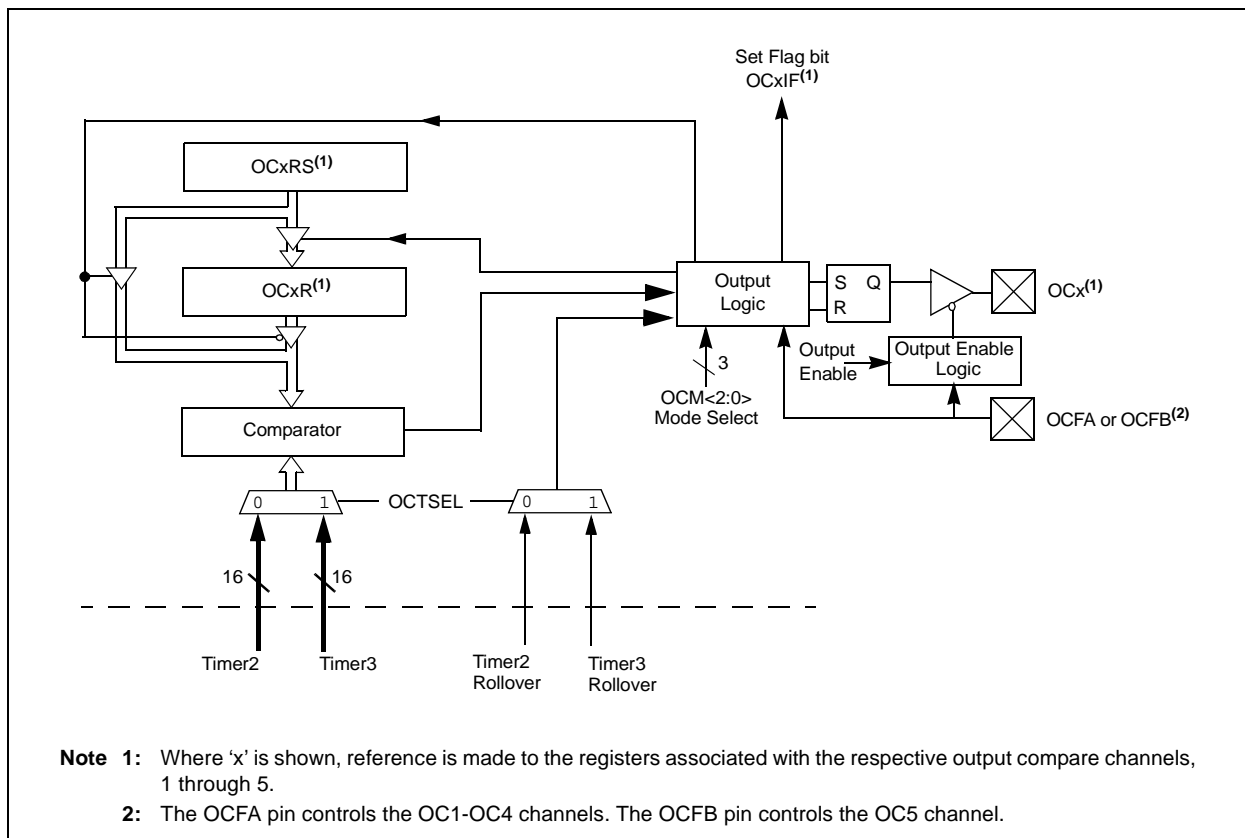 Set Flag bit
OCxIF(1)
OCxRS(1)
OCxR(1)
Output
Logic
S Q
R
OCx(1)
Output
Enable
Output Enable
Logic
3
OCM<2:0>
Mode Select
OCFA or OCFB(2)
Comparator
0 1
OCTSEL
0 1
16
16
Timer2
Timer3
Timer2
Rollover
Timer3
Rollover
Note 1: Where ‘x’ is shown, reference is made to the registers associated with the respective output compare channels,
1 through 5.
2: The OCFA pin controls the OC1-OC4 channels. The OCFB pin controls the OC5 channel.